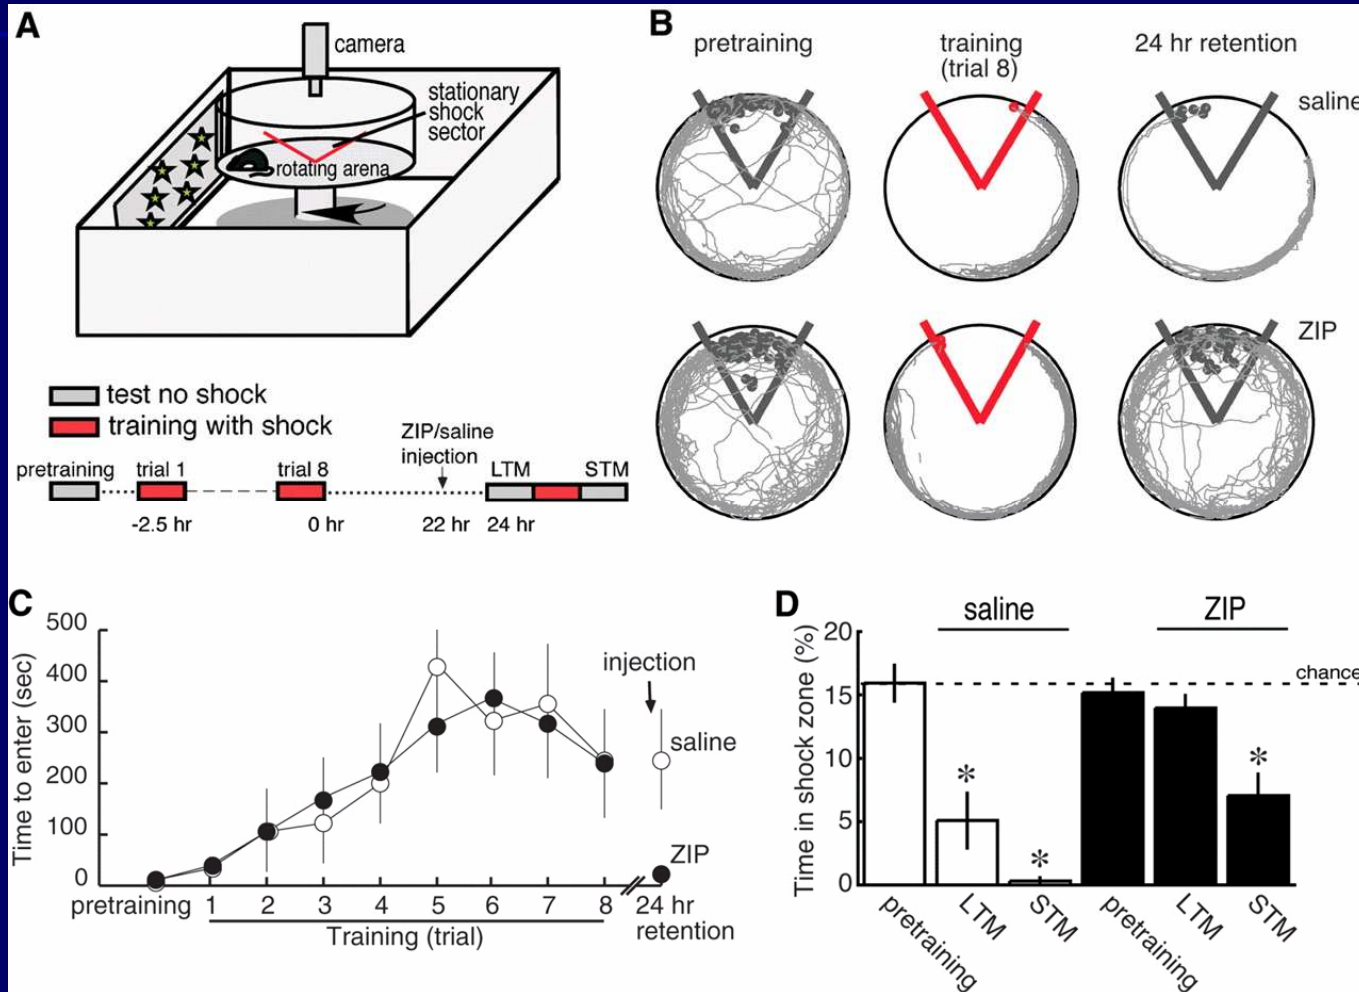 A
camera
stationary
shock
sector
rotating arena
test no shock
training with shock
ZIP/saline
injection
pretraining
trial 1
trial 8
LTM
STM
-2.5 hr
0 hr
22 hr
24 hr
B
pretraining
training
(trial 8)
24 hr retention
saline
ZIP
C
Time to enter (sec)
500
400
300
200
100
0
injection
saline
ZIP
pretraining
1
2
3
4
5
6
7
8
24 hr
retention
Training (trial)
D
saline
ZIP
Time in shock zone (%)
20
15
10
5
0
chance
*
*
*
pretraining
LTM
STM
pretraining
LTM
STM